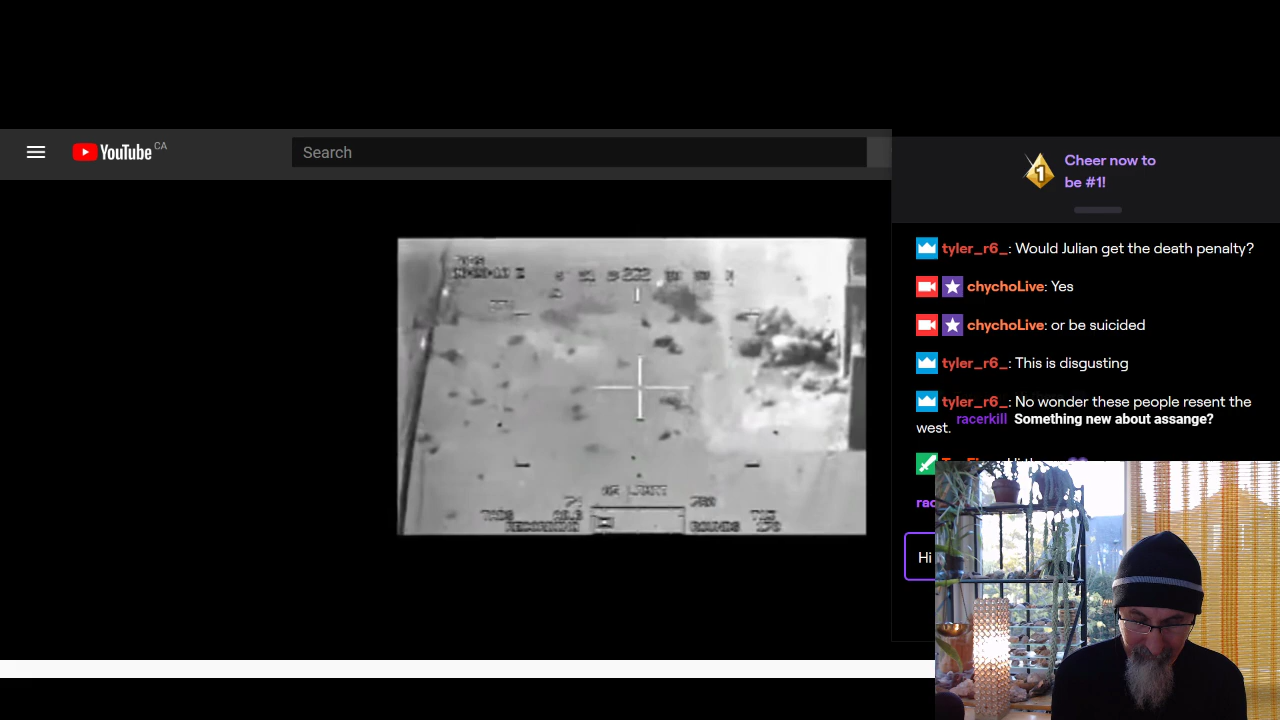 YouTube CA
Search
Cheer now to
be #1!
tyler_r6_: Would Julian get the death penalty?
chychoLive: Yes
chychoLive: or be suicided
tyler_r6_: This is disgusting
tyler_r6_: No wonder these people resent the
west.
racerkill Something new about assange?
Hi
RECORDING
ROUNDS